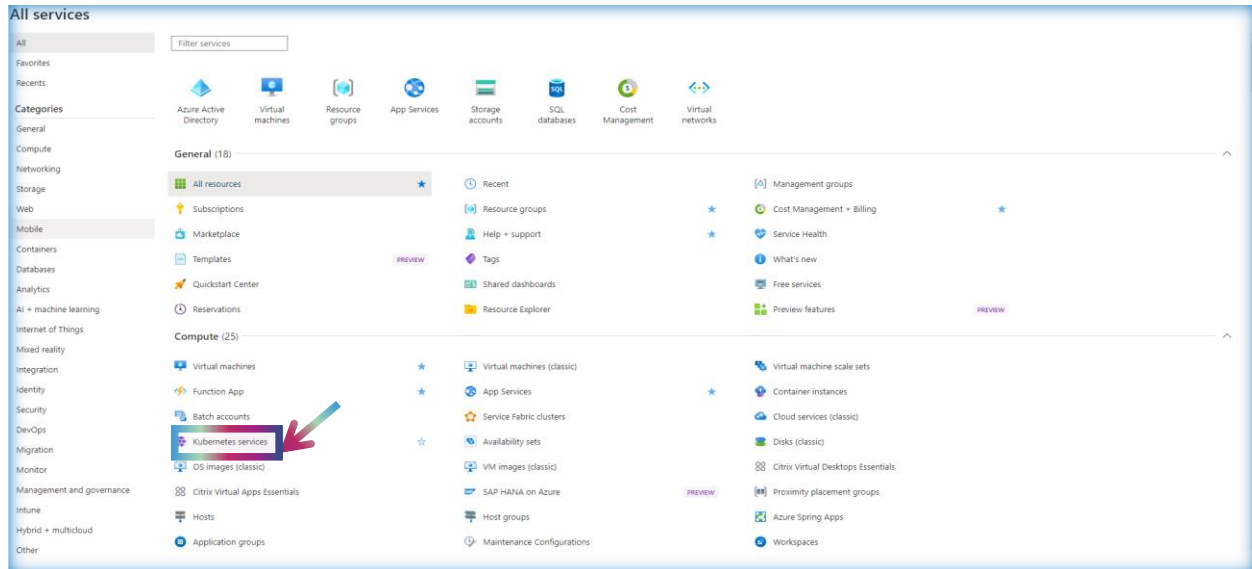 All services
All
Favorites
Recents
Categories
General
Compute
Networking
Storage
Web
Mobile
Containers
Databases
Analytics
AI + machine learning
Internet of Things
Mixed reality
Integration
Identity
Security
DevOps
Migration
Monitor
Management and governance
Intune
Hybrid + multicloud
Other
Filter services
Azure Active
Directory
Virtual
machines
Resource
groups
App Services
Storage
accounts
SQL
SQL
databases
Cost
Management
Virtual
networks
General (18)
All resources
Recent
Management groups
Subscriptions
Resource groups
Cost Management + Billing
Marketplace
Help + support
Service Health
Templates PREVIEW
Tags
What's new
Quickstart Center
Shared dashboards
Free services
Reservations
Resource Explorer
Preview features PREVIEW
Compute (25)
Virtual machines
Virtual machines (classic)
Virtual machine scale sets
Function App
App Services
Container instances
Batch accounts
Service Fabric clusters
Cloud services (classic)
Kubernetes services
Availability sets
Disks (classic)
OS images (classic)
VM images (classic)
Citrix Virtual Desktops Essentials
Citrix Virtual Apps Essentials
SAP HANA on Azure PREVIEW
Proximity placement groups
Hosts
Host groups
Azure Spring Apps
Application groups
Maintenance Configurations
Workspaces